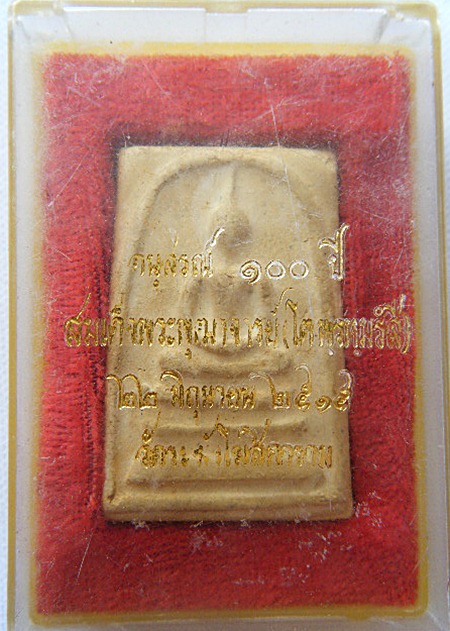 อนุสรณ์ ๑๐๐ ปี
สมเด็จพระพุฒาจารย์(โต พรหมรังสี)
๒๒ มิถุนายน ๒๕๑๕
วัดระฆังโฆสิตาราม